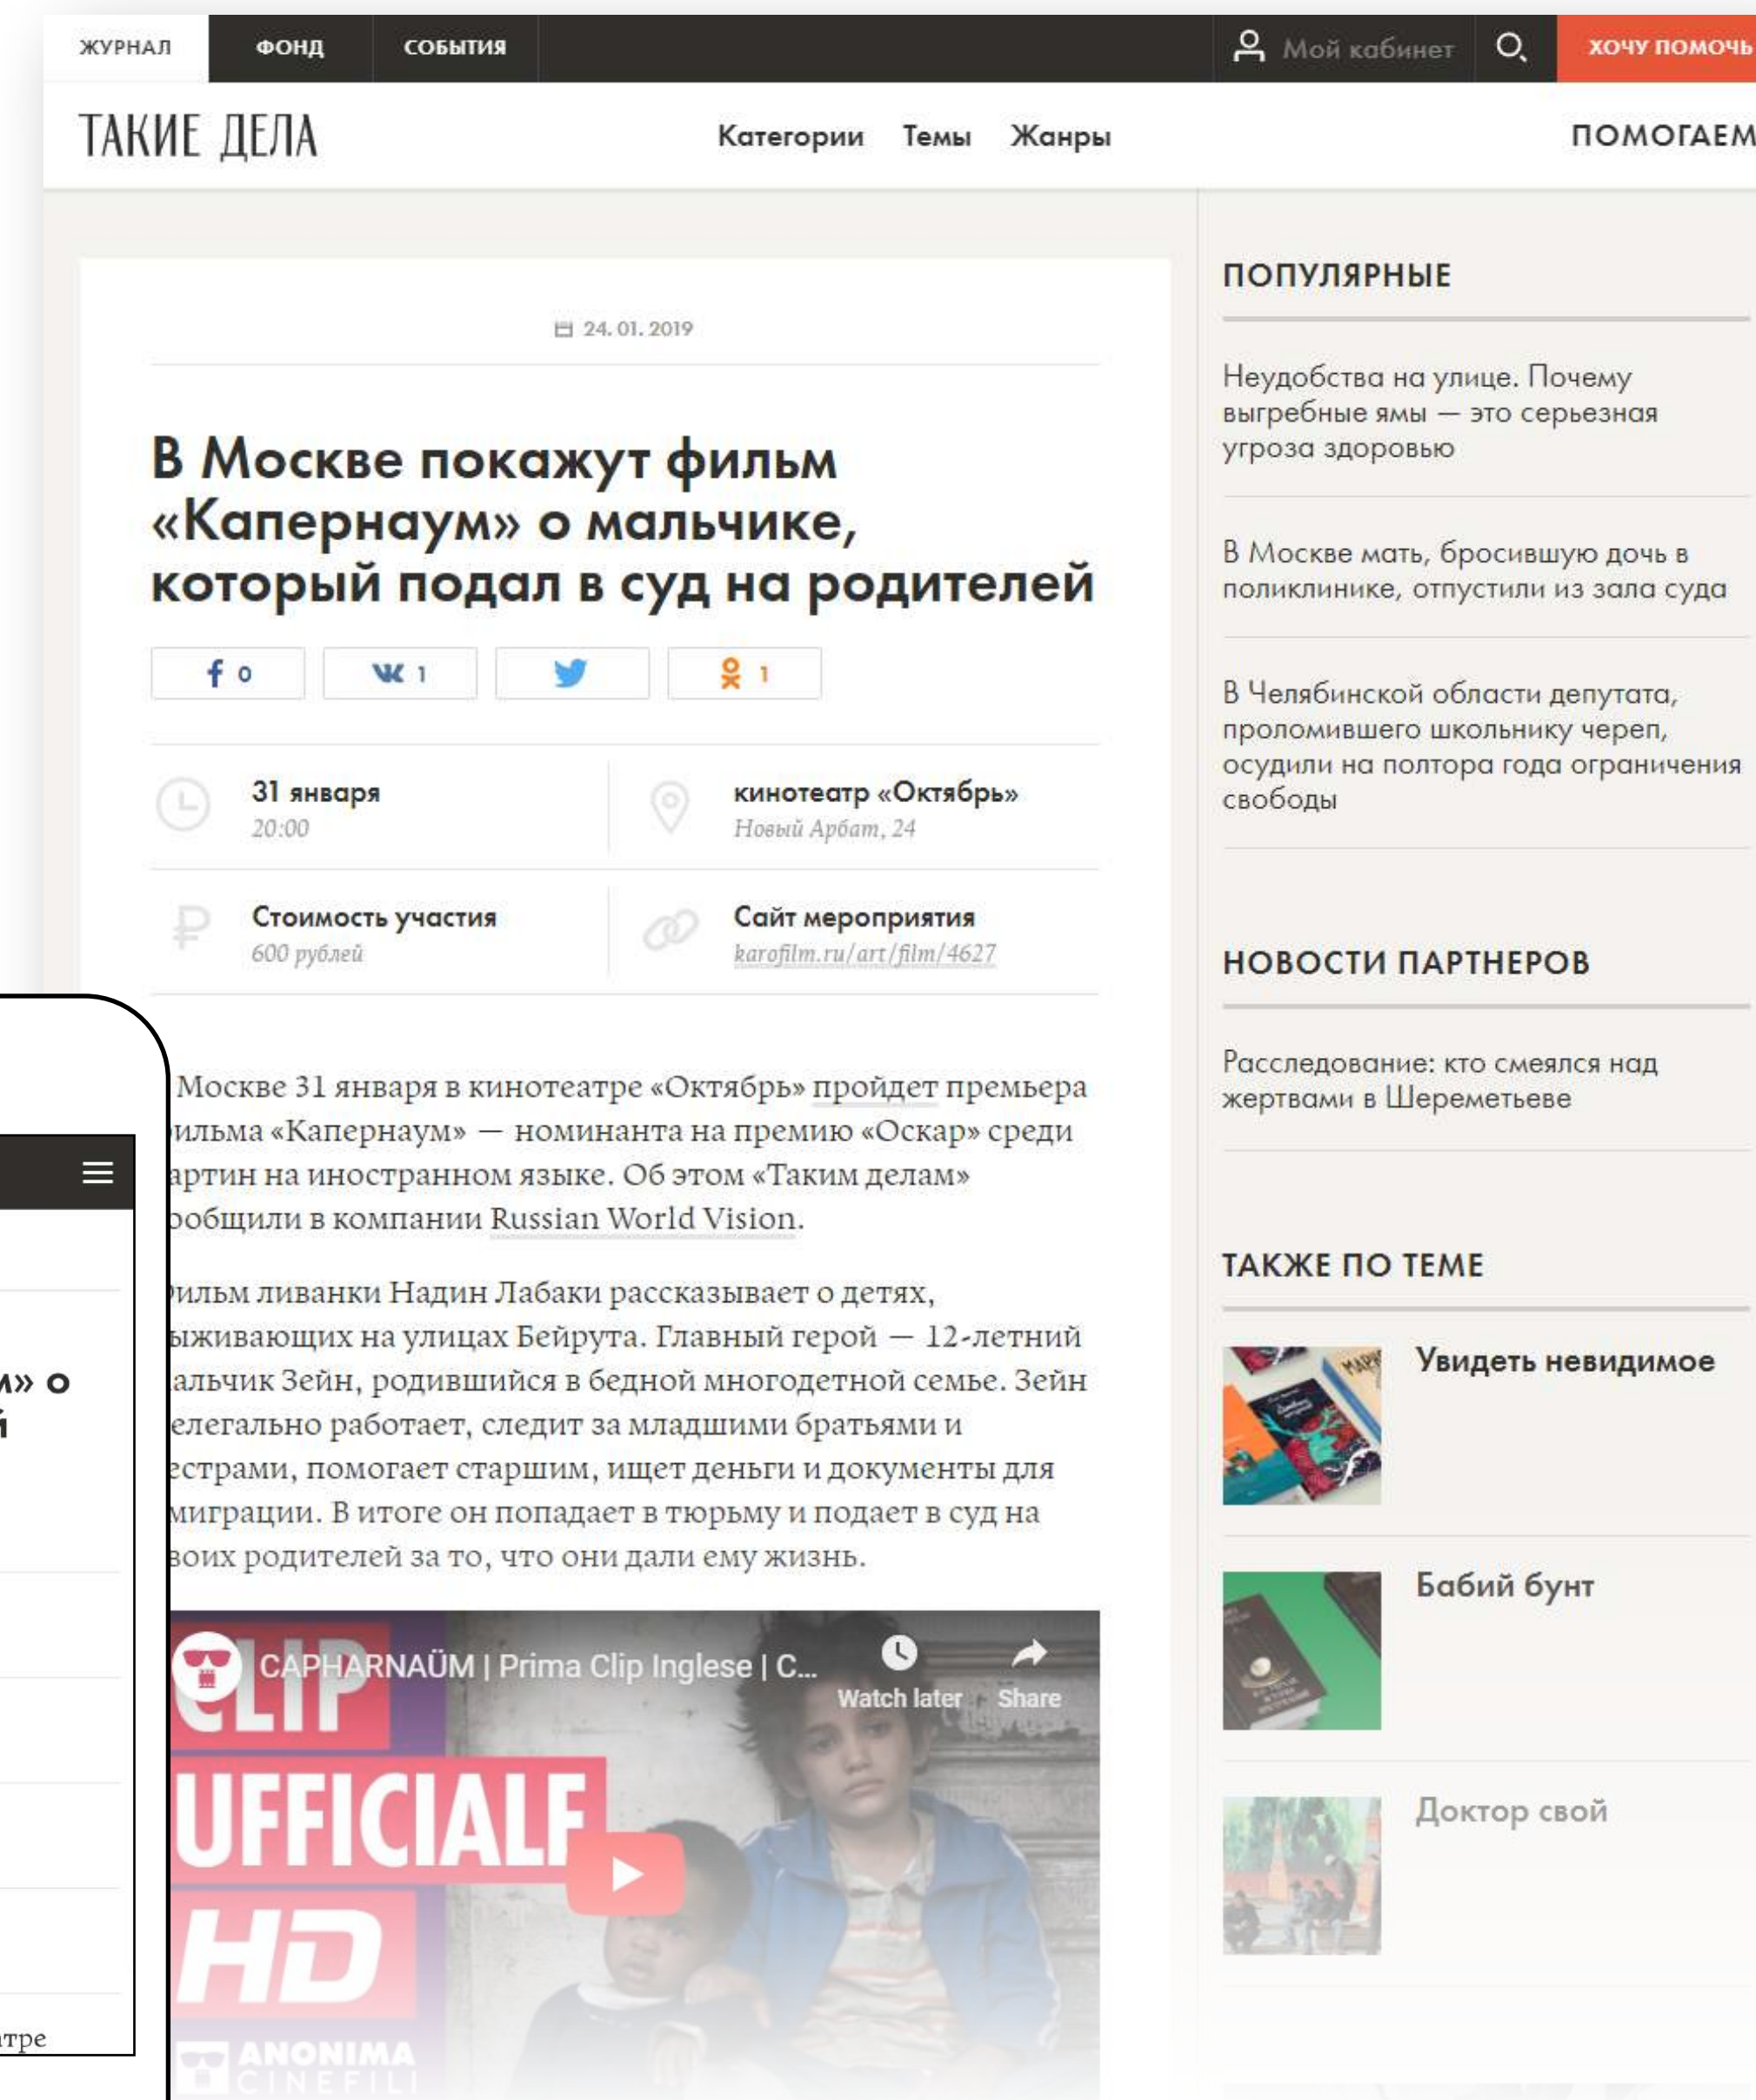 ЖУРНАЛ ФОНД СОБЫТИЯ Мой кабинет ХОЧУ ПОМОЧЬ
ТАКИЕ ДЕЛА Категории Темы Жанры ПОМОГАЕМ
24.01.2019
В Москве покажут фильм
«Капернаум» о мальчике,
который подал в суд на родителей
0 1 1
31 января
20:00
кинотеатр «Октябрь»
Новый Арбат, 24
Стоимость участия
600 рублей
Сайт мероприятия
karofilm.ru/art/film/4627
Москве 31 января в кинотеатре «Октябрь» пройдет премьера
ильма «Капернаум» — номинанта на премию «Оскар» среди
артин на иностранном языке. Об этом «Таким делам»
ообщили в компании Russian World Vision.
ильм ливанки Надин Лабаки рассказывает о детях,
ыживающих на улицах Бейрута. Главный герой — 12-летний
альчик Зейн, родившийся в бедной многодетной семье. Зейн
елегально работает, следит за младшими братьями и
естрами, помогает старшим, ищет деньги и документы для
миграции. В итоге он попадает в тюрьму и подает в суд на
воих родителей за то, что они дали ему жизнь.
CAPHARNAÜM | Prima Clip Inglese | C...
Watch later Share
CLIP
UFFICIALE
HD
ANONIMA
CINEFILI
м» о
й
тре
ПОПУЛЯРНЫЕ
Неудобства на улице. Почему
выгребные ямы — это серьезная
угроза здоровью
В Москве мать, бросившую дочь в
поликлинике, отпустили из зала суда
В Челябинской области депутата,
проломившего школьнику череп,
осудили на полтора года ограничения
свободы
НОВОСТИ ПАРТНЕРОВ
Расследование: кто смеялся над
жертвами в Шереметьеве
ТАКЖЕ ПО ТЕМЕ
Увидеть невидимое
Бабий бунт
Доктор свой